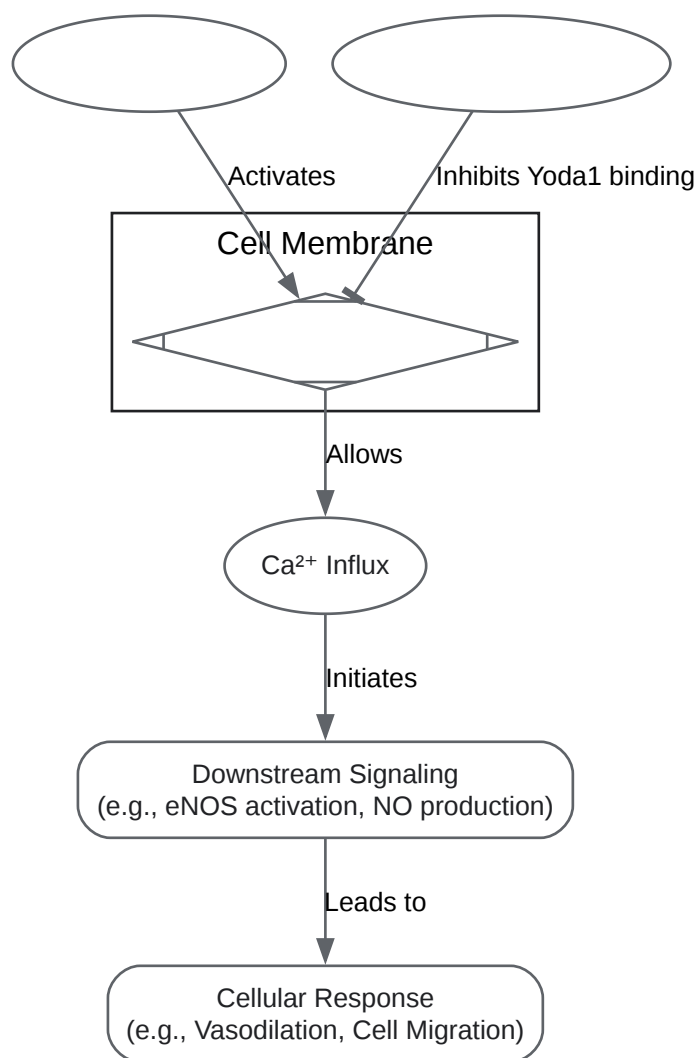 Activates
Inhibits Yoda1 binding
Cell Membrane
Allows
Ca²⁺ Influx
Initiates
Downstream Signaling
(e.g., eNOS activation, NO production)
Leads to
Cellular Response
(e.g., Vasodilation, Cell Migration)